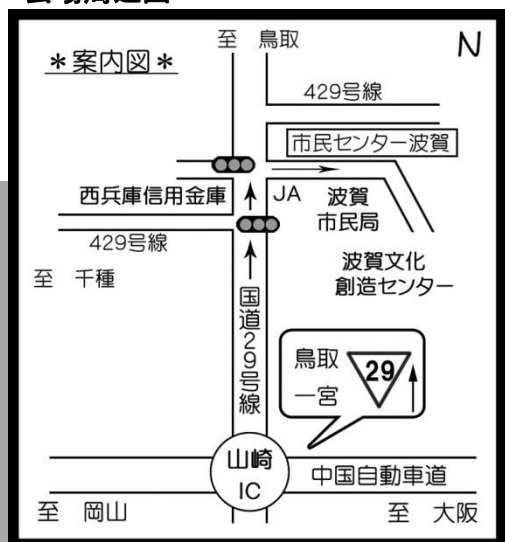 至 鳥取
N
＊案内図＊
429号線
市民センター波賀
西兵庫信用金庫
JA
波賀
市民局
429号線
波賀文化
創造センター
至 千種
国道29号線
鳥取
一宮
29
山崎
IC
中国自動車道
至 岡山
至 大阪